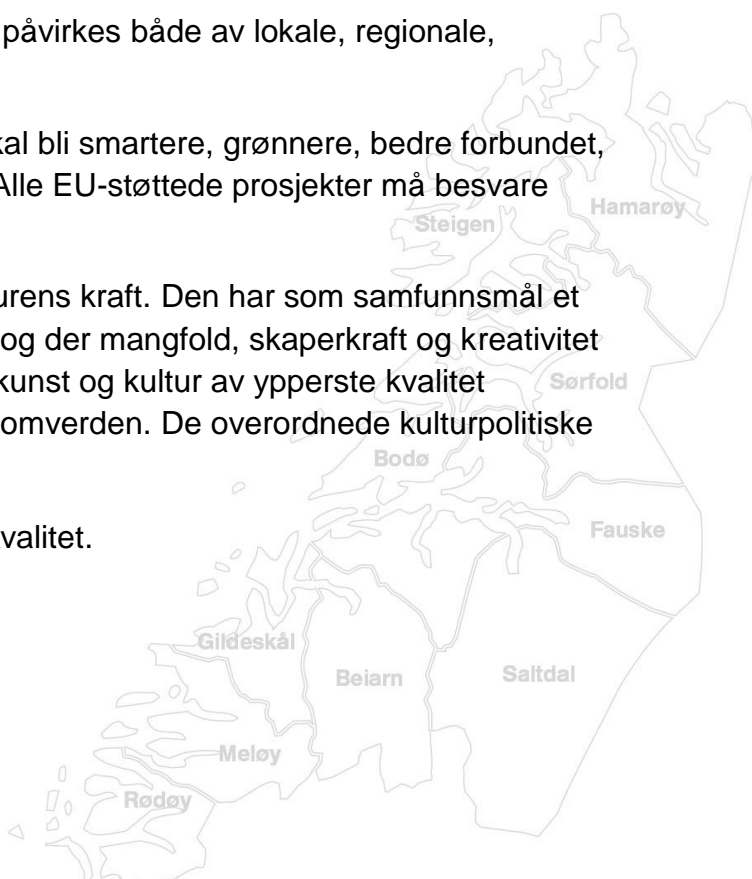 påvirkes både av lokale, regionale,
kal bli smartere, grønnere, bedre forbundet,
Alle EU-støttede prosjekter må besvare
Hamarøy
Steigen
urens kraft. Den har som samfunnsmål et
og der mangfold, skaperkraft og kreativitet
kunst og kultur av ypperste kvalitet
Sørfold
omverden. De overordnede kulturpolitiske
Bodø
Fauske
valitet.
Gildeskål
Beiarn
Saltdal
Meløy
Rødøy